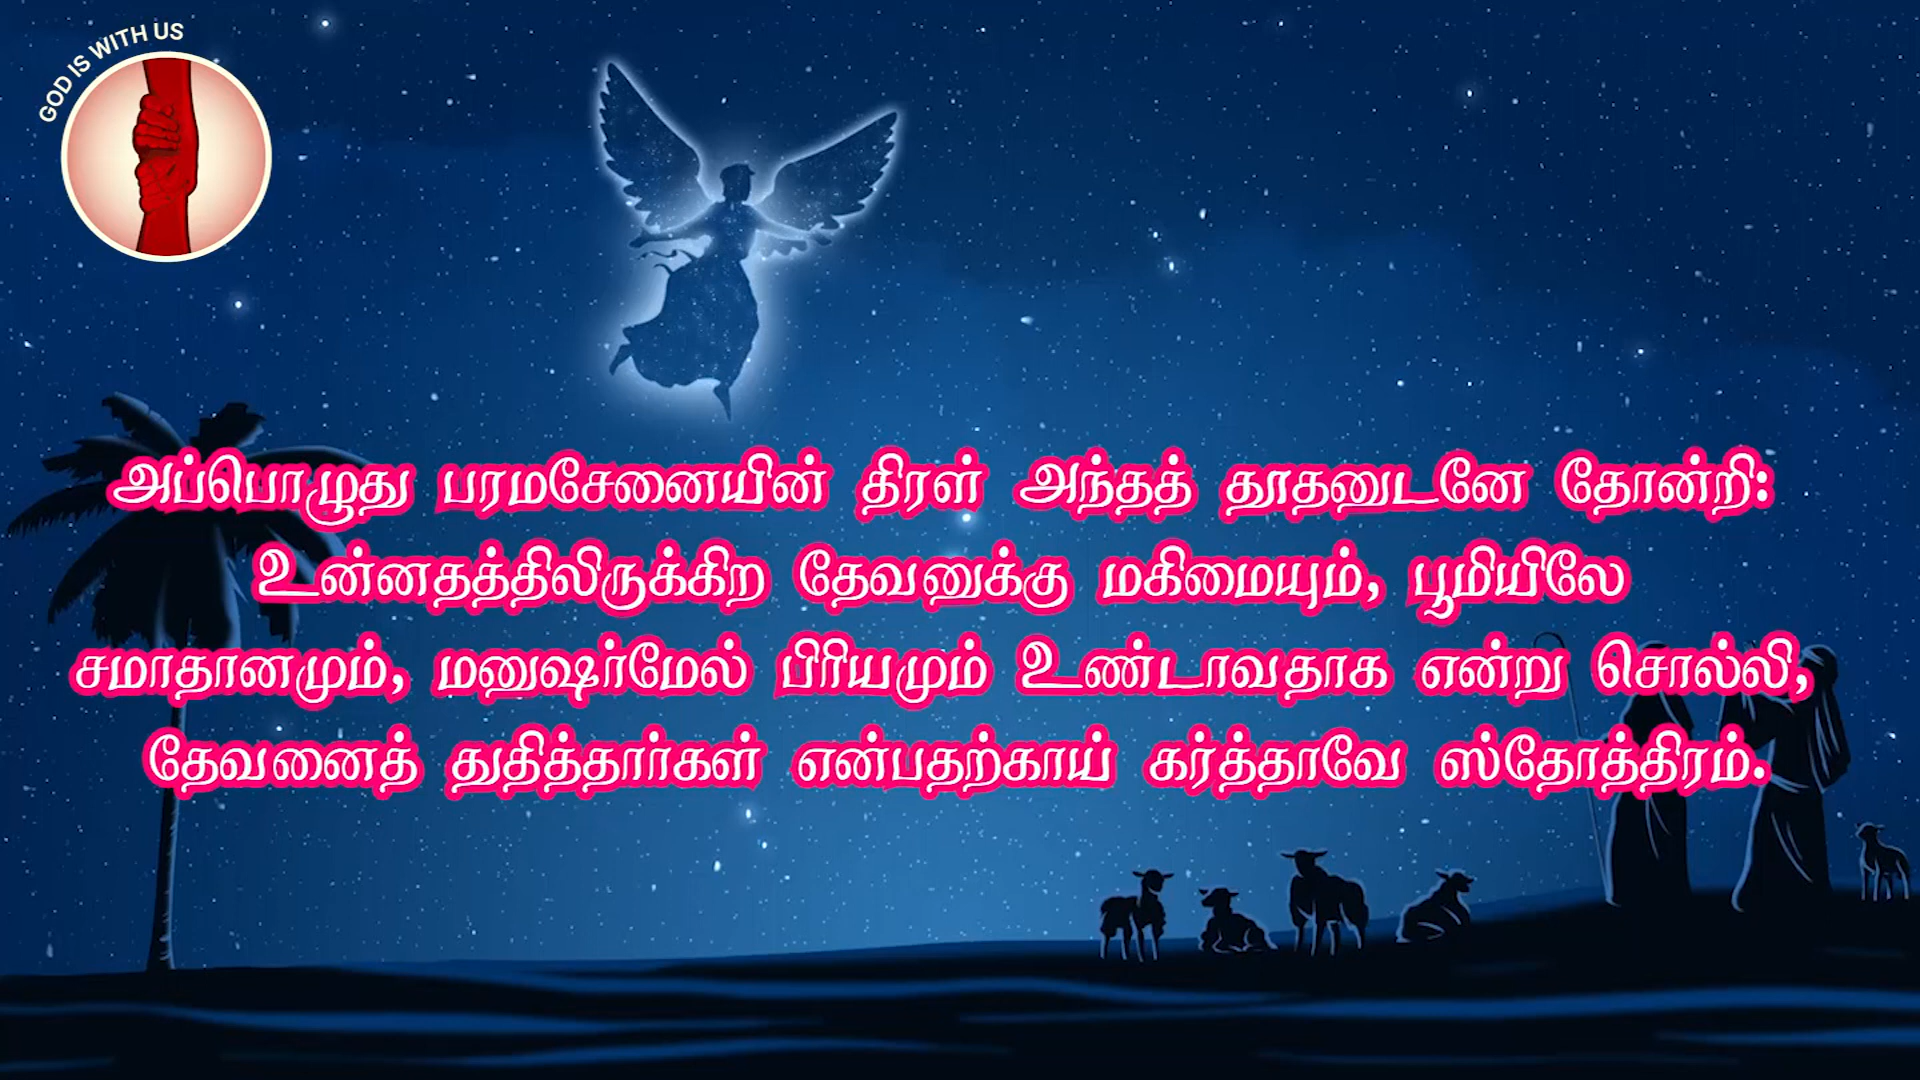 GOD IS WITH US
அப்பொழுது பரமசேனையின் திரள் அந்தத் தூதனுடனே தோன்றி:
உன்னதத்திலிருக்கிற தேவனுக்கு மகிமையும், பூமியிலே
சமாதானமும், மனுஷர்மேல் பிரியமும் உண்டாவதாக என்று சொல்லி,
தேவனைத் துதித்தார்கள் என்பதற்காய் கர்த்தாவே ஸ்தோத்திரம்.